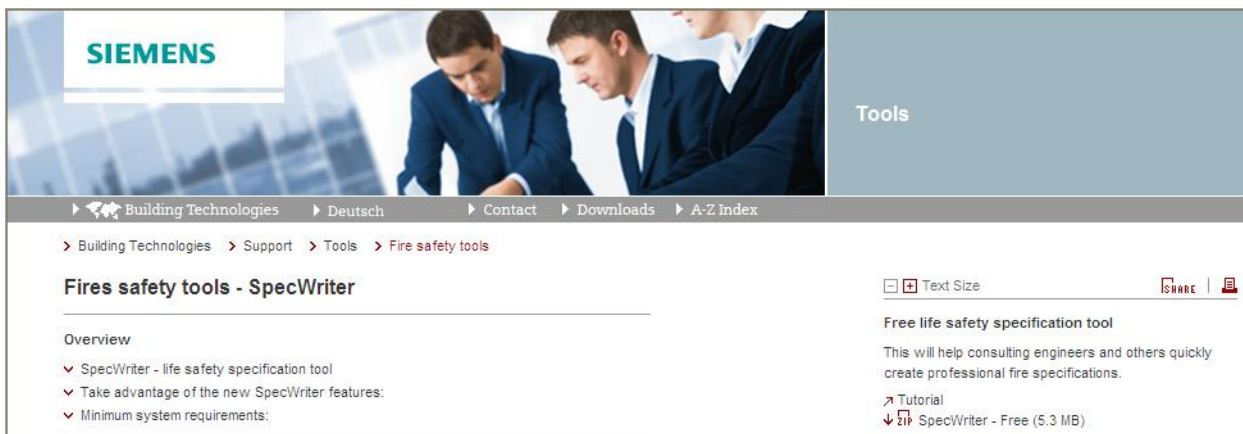 SIEMENS
Tools
Building Technologies Deutsch Contact Downloads A-Z Index
Building Technologies Support Tools Fire safety tools
Fires safety tools - SpecWriter
Overview
SpecWriter - life safety specification tool
Take advantage of the new SpecWriter features:
Minimum system requirements:
Text Size SHARE |
Free life safety specification tool
This will help consulting engineers and others quickly
create professional fire specifications.
Tutorial
ZIP SpecWriter - Free (5.3 MB)